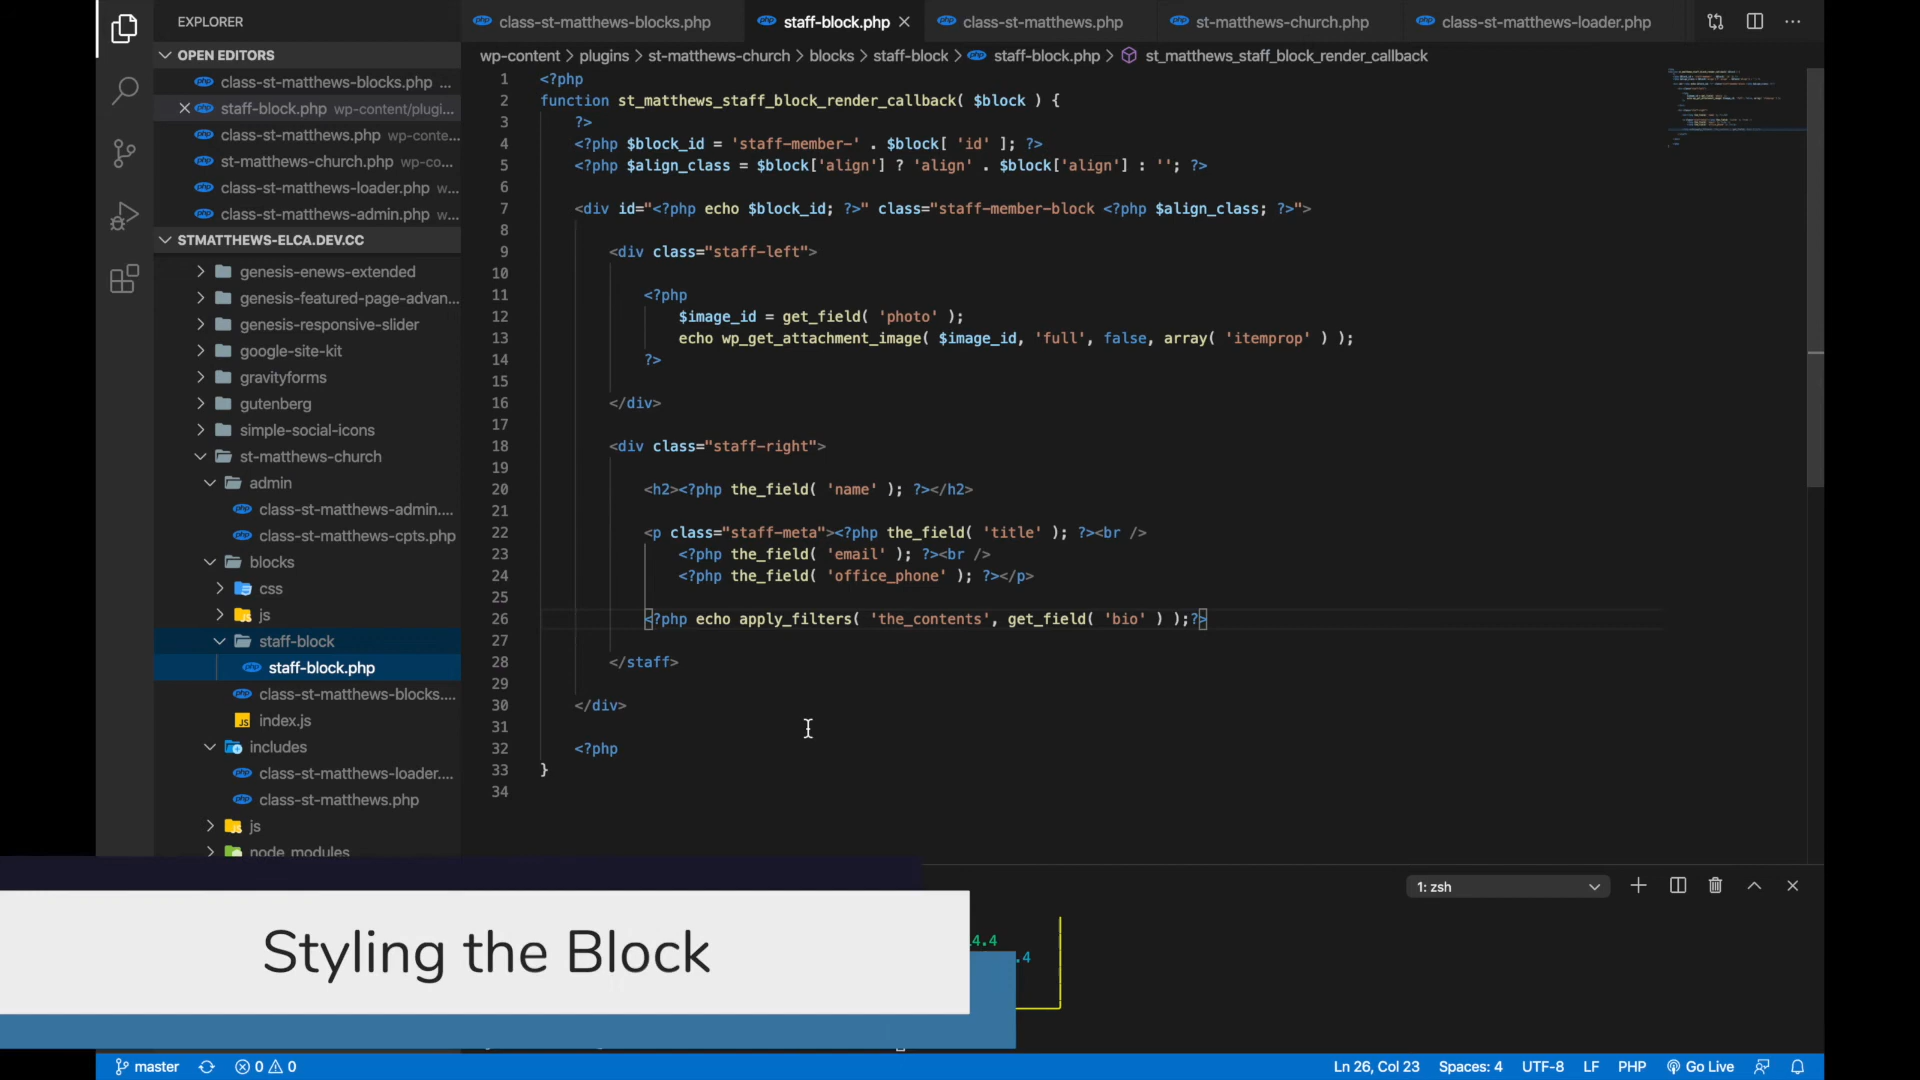 EXPLORER
class-st-matthews-blocks.php
staff-block.php
class-st-matthews.php
st-matthews-church.php
class-st-matthews-loader.php
OPEN EDITORS
class-st-matthews-blocks.php ...
staff-block.php wp-content/plugi...
class-st-matthews.php wp-conte...
st-matthews-church.php wp-co...
class-st-matthews-loader.php w...
class-st-matthews-admin.php w...
STMATTHEWS-ELCA.DEV.CC
genesis-enews-extended
genesis-featured-page-advan...
genesis-responsive-slider
google-site-kit
gravityforms
gutenberg
simple-social-icons
st-matthews-church
admin
class-st-matthews-admin....
class-st-matthews-cpts.php
blocks
css
js
staff-block
staff-block.php
class-st-matthews-blocks....
JS index.js
includes
class-st-matthews-loader....
class-st-matthews.php
js
node_modules
wp-content > plugins > st-matthews-church > blocks > staff-block > staff-block.php > st_matthews_staff_block_render_callback
1 <?php
2 function st_matthews_staff_block_render_callback( $block ) {
3 ?>
4 <?php $block_id = 'staff-member-' . $block[ 'id' ]; ?>
5 <?php $align_class = $block['align'] ? 'align' . $block['align'] : ''; ?>
6
7 <div id="<?php echo $block_id; ?>" class="staff-member-block <?php $align_class; ?>">
8
9 <div class="staff-left">
10
11 <?php
12 $image_id = get_field( 'photo' );
13 echo wp_get_attachment_image( $image_id, 'full', false, array( 'itemprop' ) );
14 ?>
15
16 </div>
17
18 <div class="staff-right">
19
20 <h2><?php the_field( 'name' ); ?></h2>
21
22 <p class="staff-meta"><?php the_field( 'title' ); ?><br />
23 <?php the_field( 'email' ); ?><br />
24 <?php the_field( 'office_phone' ); ?></p>
25
26 <?php echo apply_filters( 'the_contents', get_field( 'bio' ) );?>
27
28 </staff>
29
30 </div>
31
32 <?php
33 }
34
1: zsh
4.4
.4
Styling the Block
master
0 0
Ln 26, Col 23
Spaces: 4
UTF-8
LF
PHP
Go Live